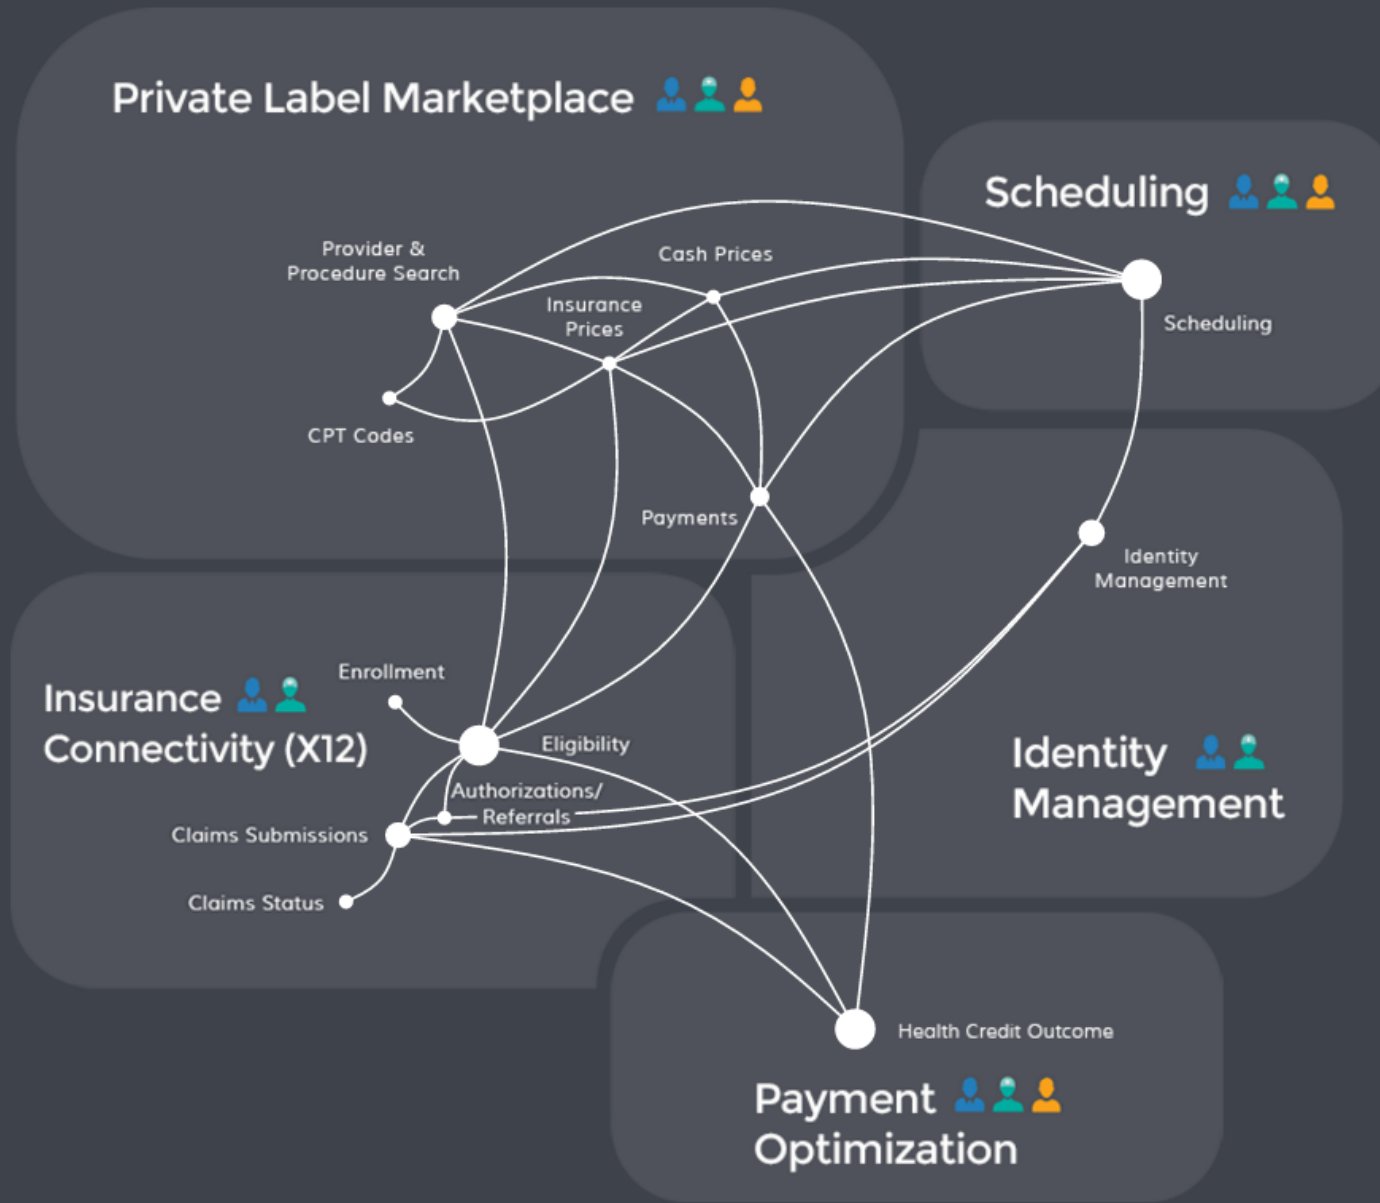 Private Label Marketplace
Scheduling
Provider &
Procedure Search
Cash Prices
Insurance
Prices
Scheduling
CPT Codes
Payments
Identity
Management
Enrollment
Insurance
Connectivity (X12)
Eligibility
Authorizations/
Referrals
Claims Submissions
Claims Status
Identity
Management
Health Credit Outcome
Payment
Optimization